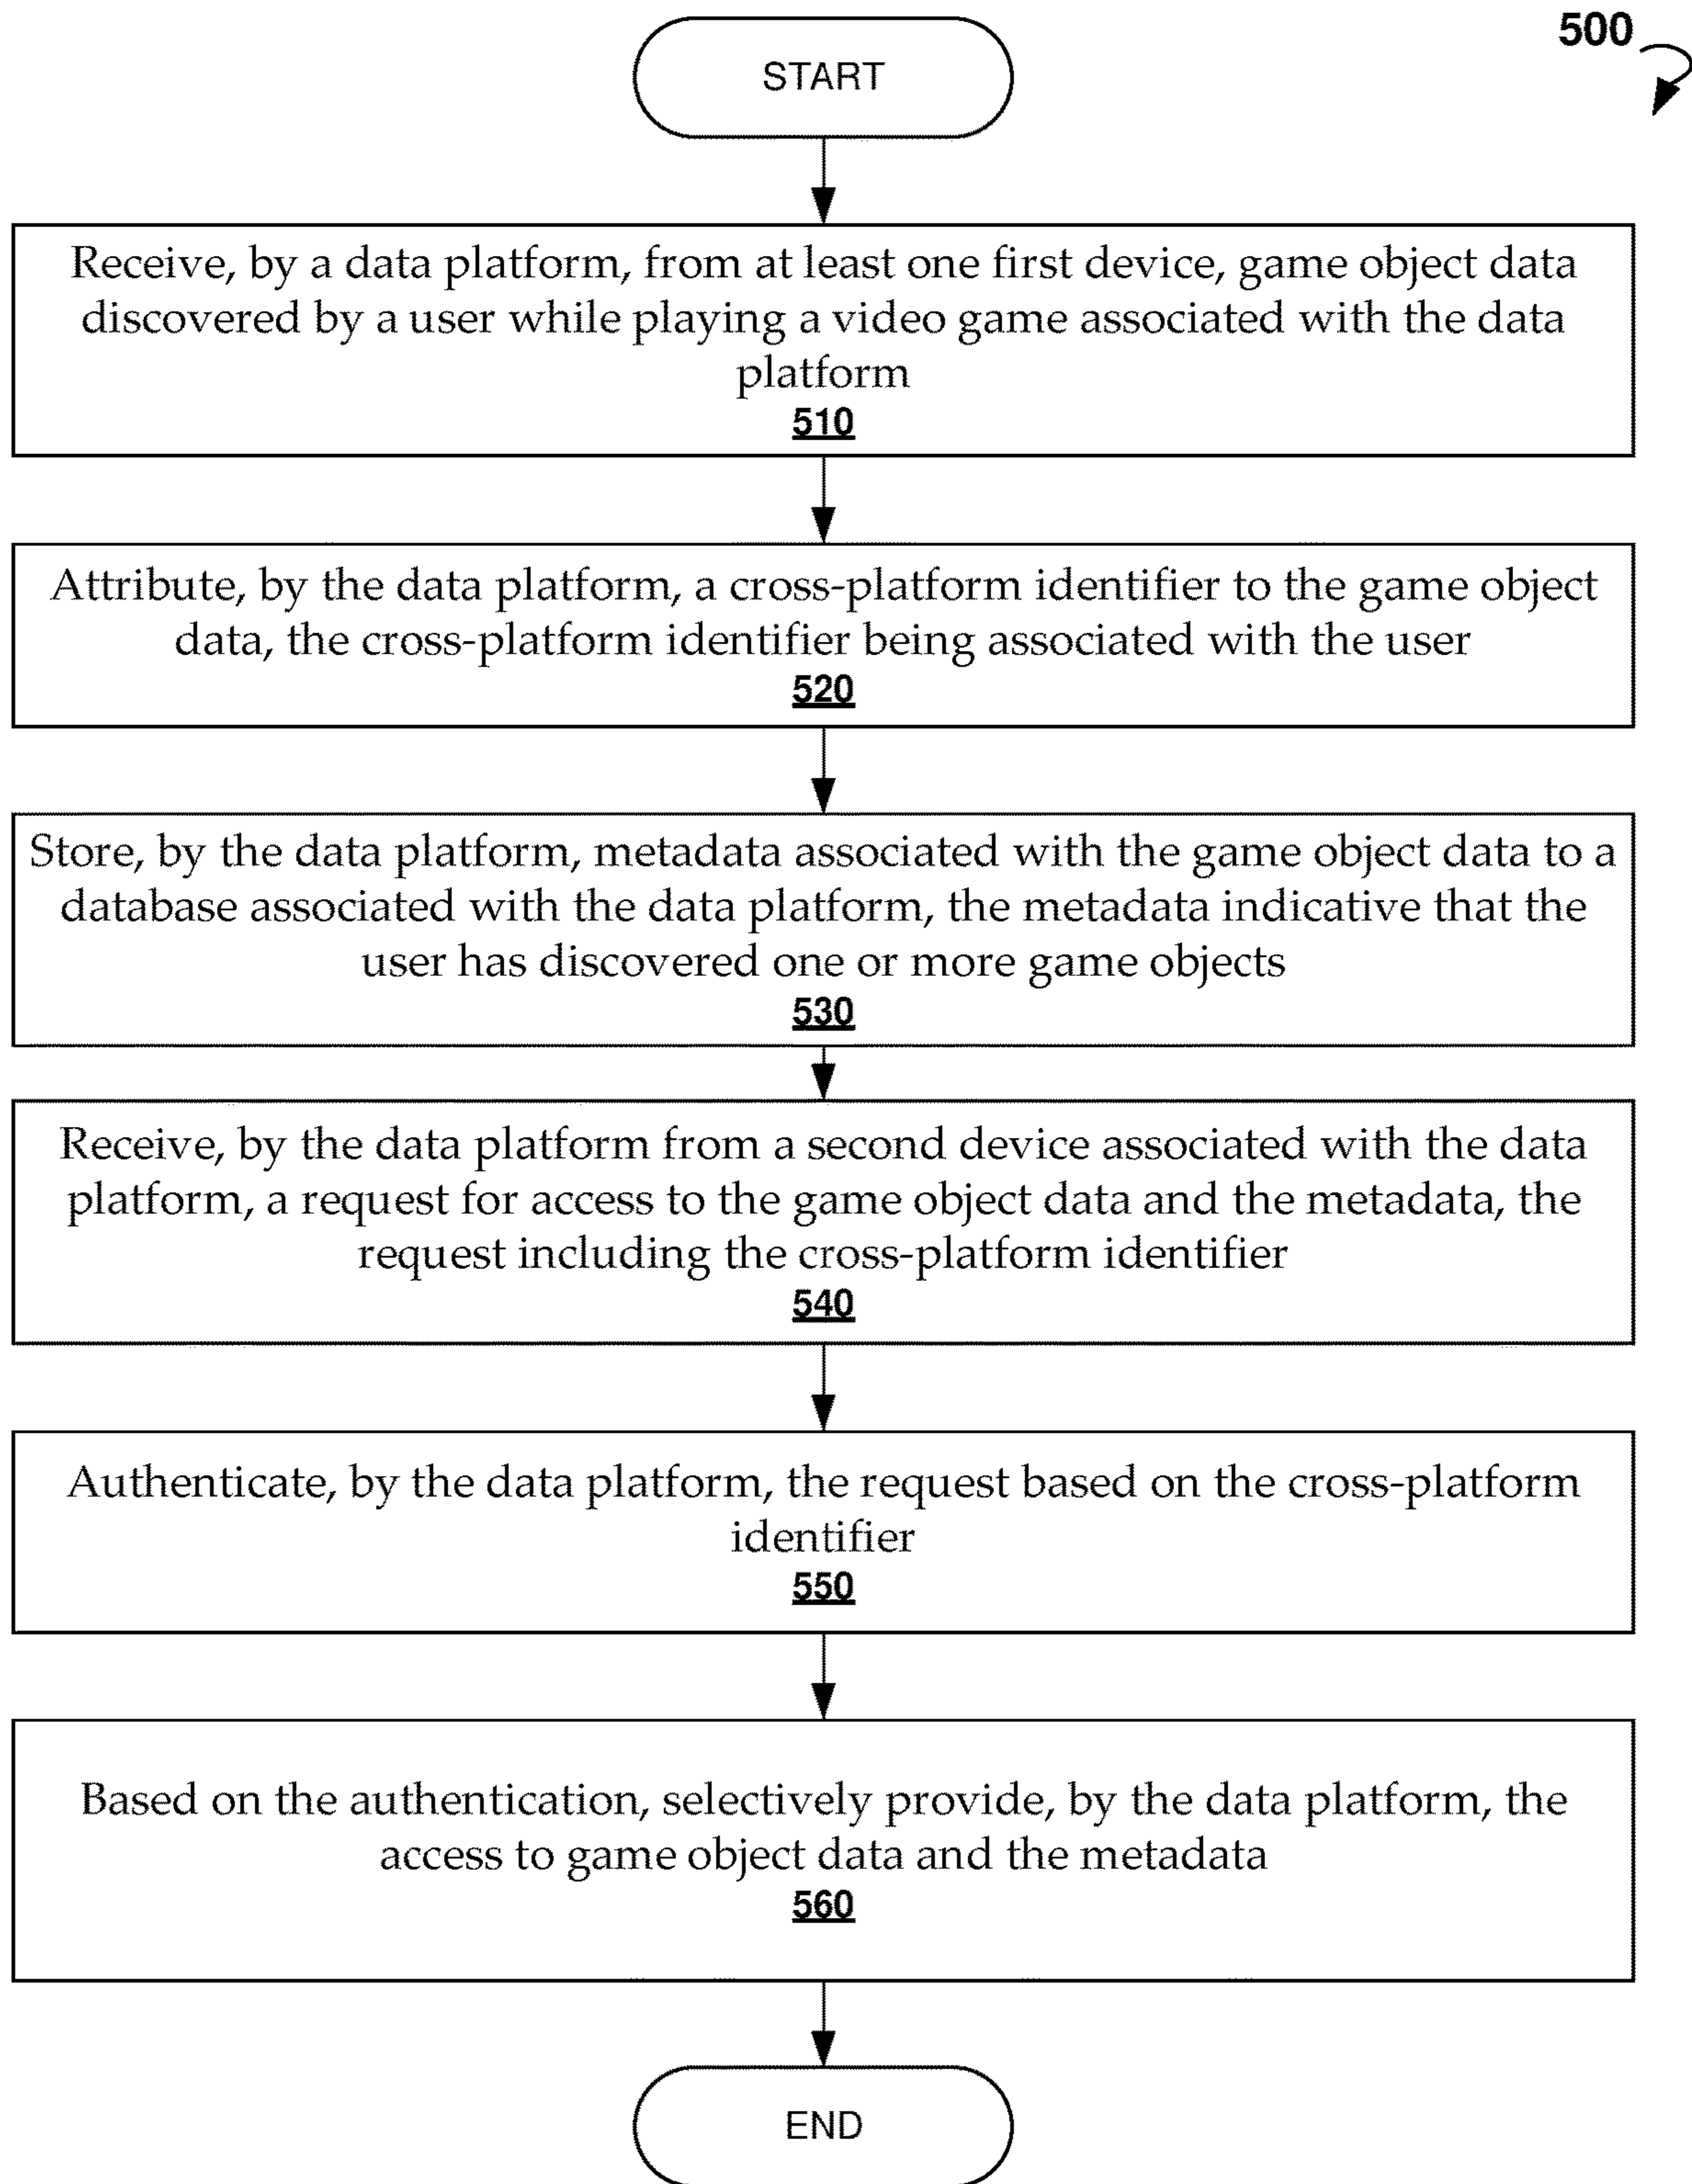 500
START
Receive, by a data platform, from at least one first device, game object data
discovered by a user while playing a video game associated with the data
platform
510
Attribute, by the data platform, a cross-platform identifier to the game object
data, the cross-platform identifier being associated with the user
520
Store, by the data platform, metadata associated with the game object data to a
database associated with the data platform, the metadata indicative that the
user has discovered one or more game objects
530
Receive, by the data platform from a second device associated with the data
platform, a request for access to the game object data and the metadata, the
request including the cross-platform identifier
540
Authenticate, by the data platform, the request based on the cross-platform
identifier
550
Based on the authentication, selectively provide, by the data platform, the
access to game object data and the metadata
560
END